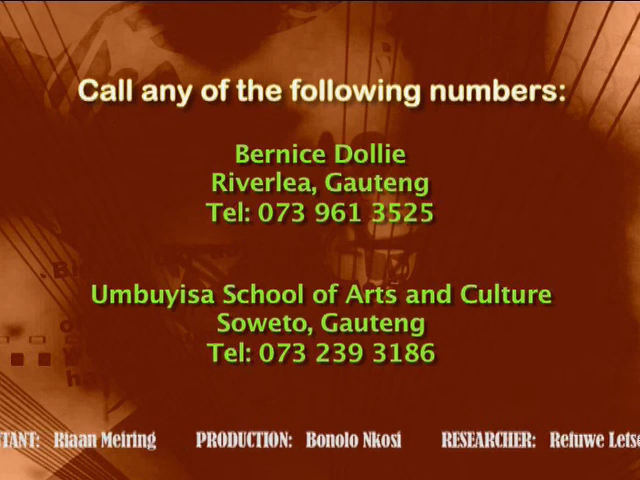 Call any of the following numbers:
Bernice Dollie
Riverlea, Gauteng
Tel: 073 961 3525
Umbuyisa School of Arts and Culture
Soweto, Gauteng
Tel: 073 239 3186
Riaan Meiring PRODUCTION: Bonolo Nkosi RESEARCHER: Refuwe